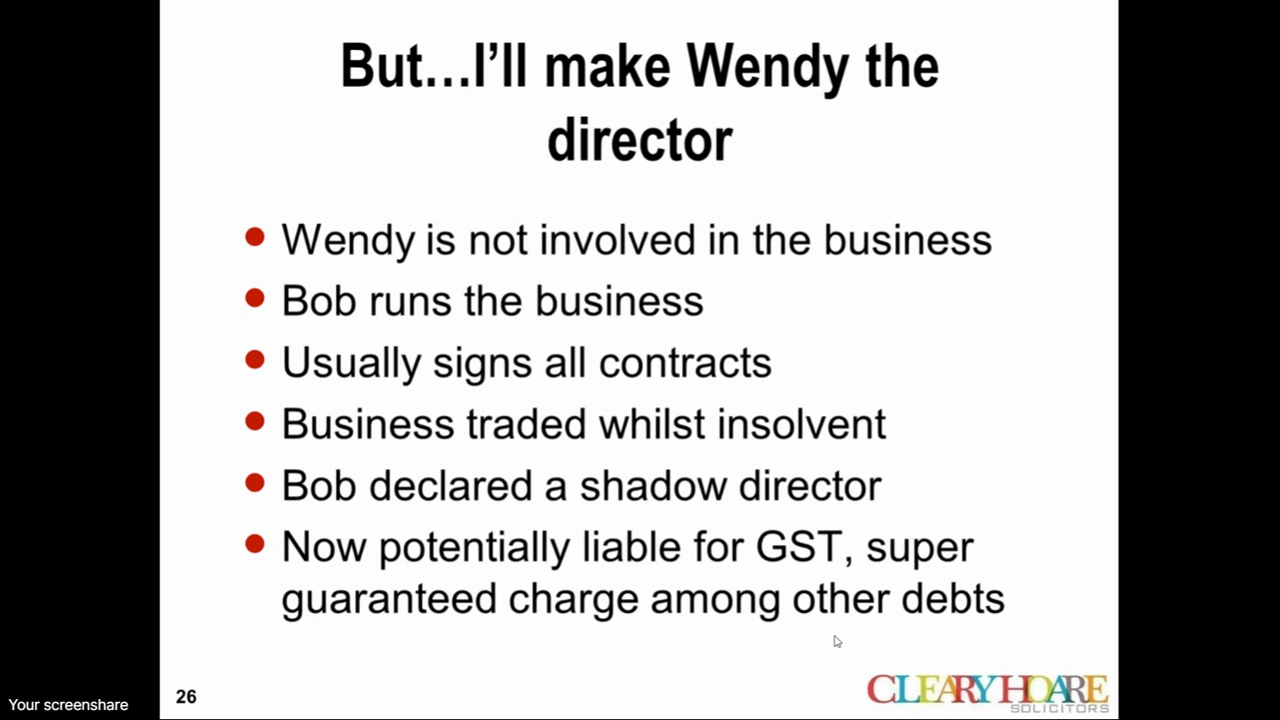 But…I'll make Wendy the
director
Wendy is not involved in the business
Bob runs the business
Usually signs all contracts
Business traded whilst insolvent
Bob declared a shadow director
Now potentially liable for GST, super
guaranteed charge among other debts
26
CLEARY HOARE
SOLICITORS
Your screenshare